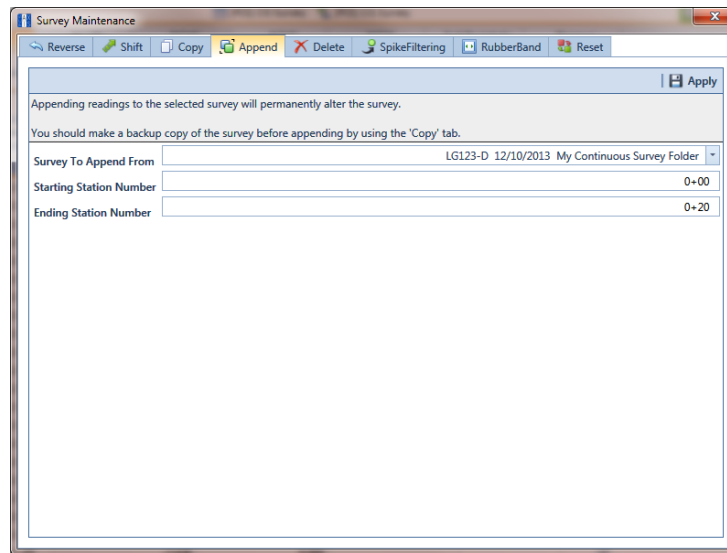 Survey Maintenance
Reverse Shift Copy Append Delete SpikeFiltering RubberBand Reset
Apply
Appending readings to the selected survey will permanently alter the survey.
You should make a backup copy of the survey before appending by using the 'Copy' tab.
Survey To Append From LG123-D 12/10/2013 My Continuous Survey Folder
Starting Station Number 0+00
Ending Station Number 0+20